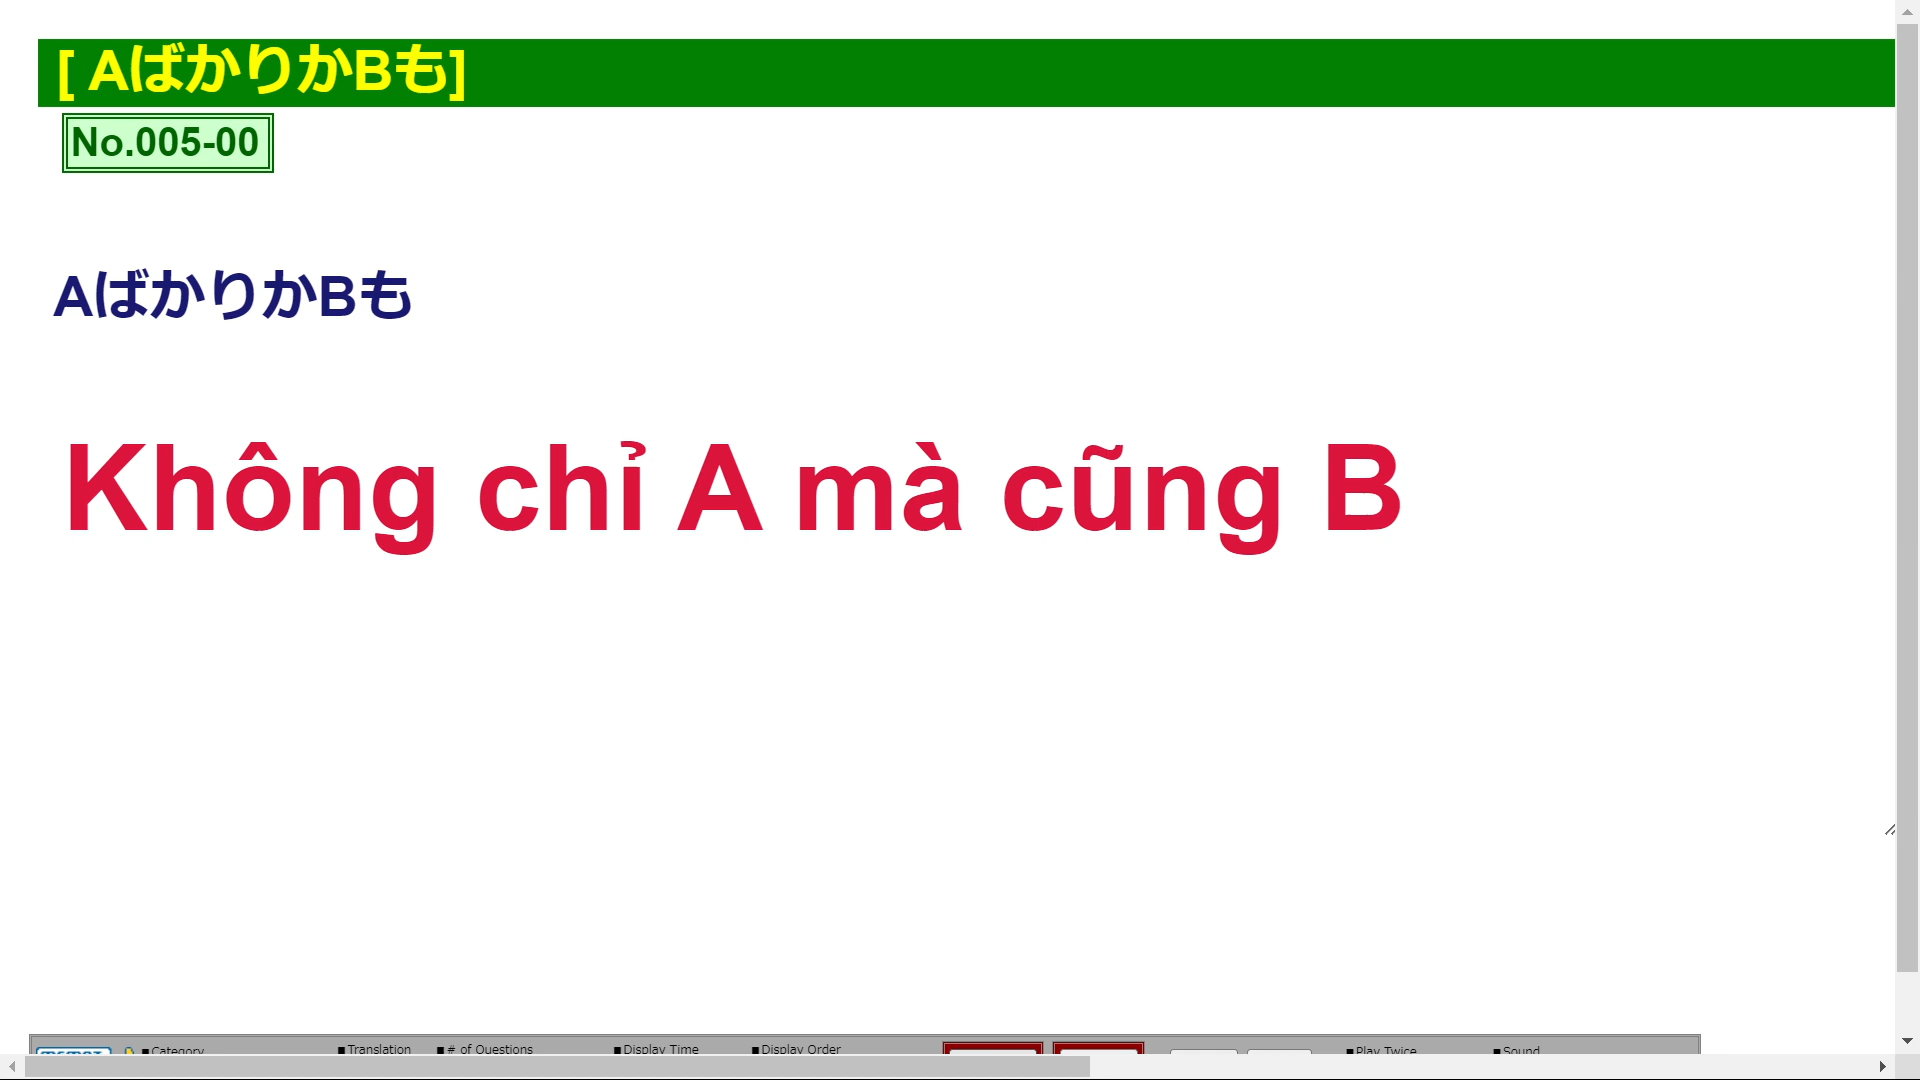 [ AばかりかBも]
No.005-00
AばかりかBも
Không chỉ A mà cũng B
■Category ■Translation ■# of Questions ■Display Time ■Display Order ■Play Twice ■Sound